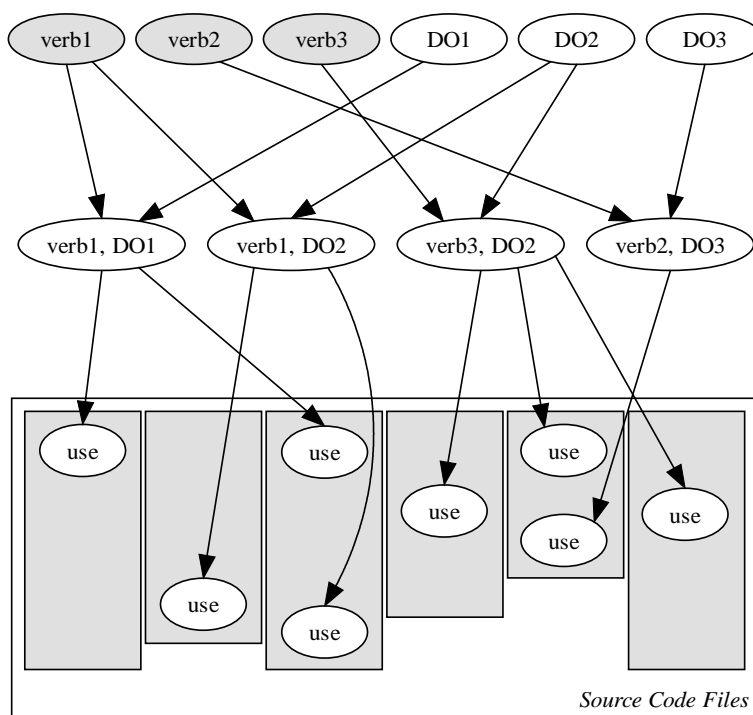 verb1 verb2 verb3 DO1 DO2 DO3
verb1, DO1 verb1, DO2 verb3, DO2 verb2, DO3
use use use
use use
use
use
use
Source Code Files